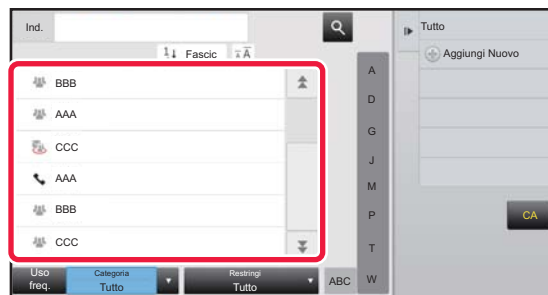 Ind.
Fascic
BBB
AAA
CCC
AAA
BBB
CCC
A
D
G
J
M
P
T
W
Uso freq.
Categoria
Tutto
Restringi
Tutto
ABC
Tutto
Aggiungi Nuovo
CA